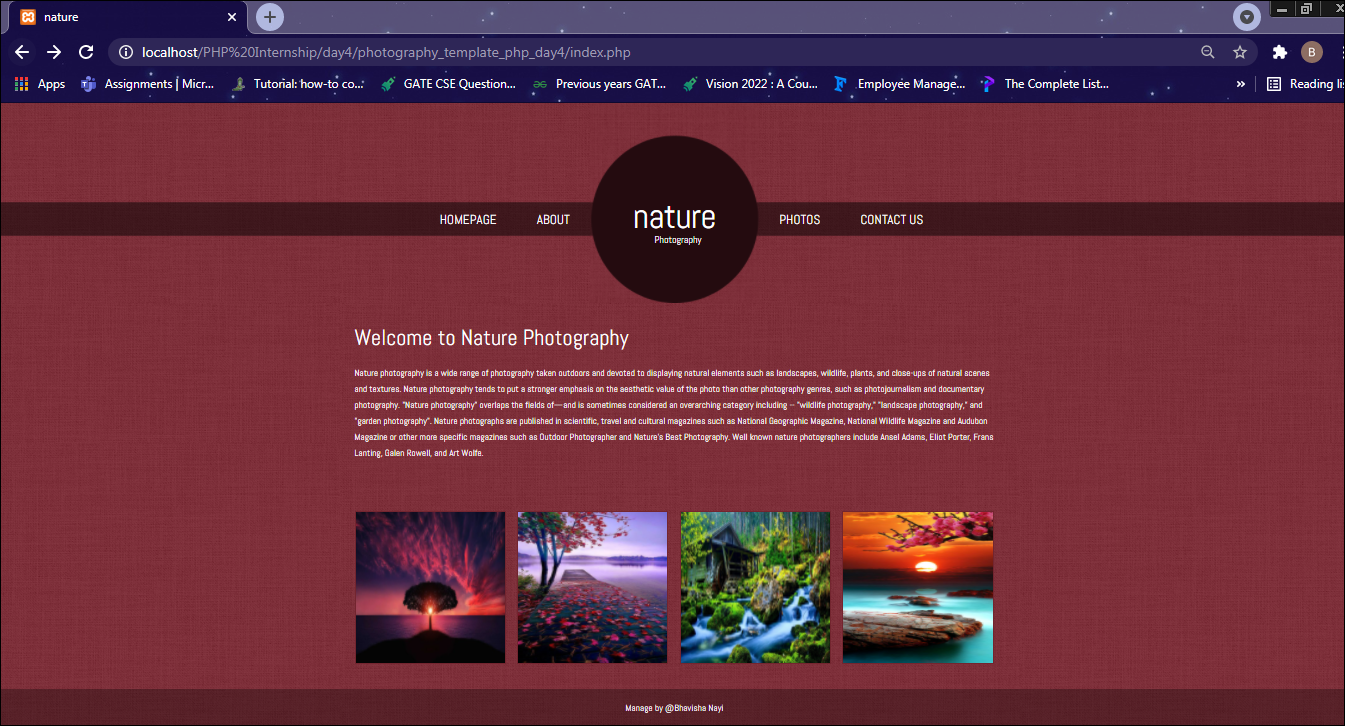 nature
localhost/PHP%20Internship/day4/photography_template_php_day4/index.php
B
Apps Assignments | Micr... Tutorial: how-to co... GATE CSE Question... Previous years GAT... Vision 2022 : A Cou... Employee Manage... The Complete List... » Reading lis
HOMEPAGE ABOUT nature PHOTOS CONTACT US
Photography
Welcome to Nature Photography
Nature photography is a wide range of photography taken outdoors and devoted to displaying natural elements such as landscapes, wildlife, plants, and close-ups of natural scenes
and textures. Nature photography tends to put a stronger emphasis on the aesthetic value of the photo than other photography genres, such as photojournalism and documentary
photography. "Nature photography" overlaps the fields of—and is sometimes considered an overarching category including -- "wildlife photography," "landscape photography," and
"garden photography". Nature photographs are published in scientific, travel and cultural magazines such as National Geographic Magazine, National Wildlife Magazine and Audubon
Magazine or other more specific magazines such as Outdoor Photographer and Nature's Best Photography. Well known nature photographers include Ansel Adams, Eliot Porter, Frans
Lanting, Galen Rowell, and Art Wolfe.
Manage by @Bhavisha Nayi